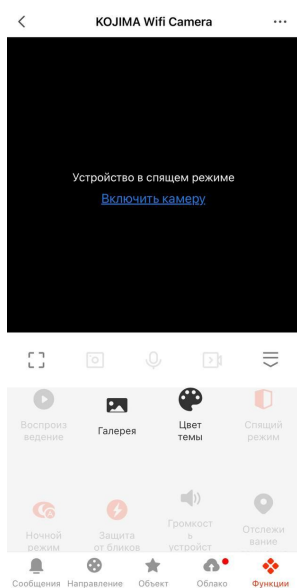 KOJIMA Wifi Camera
Устройство в спящем режиме
Включить камеру
Воспроиз
ведение
Галерея
Цвет
темы
Спящий
режим
Ночной
режим
Защита
от бликов
Громкост
ь
устройст
Отслежи
вание
Сообщения Направление Объект Облако Функции